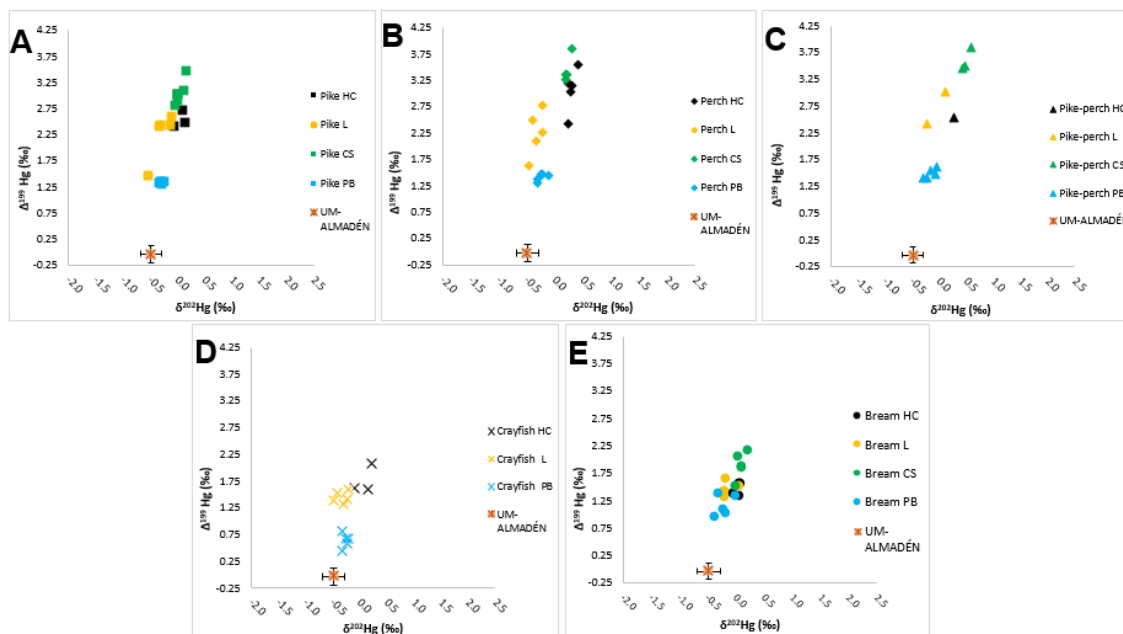 A
Δ¹⁹⁹ Hg (‰)
4.25
3.75
3.25
2.75
2.25
1.75
1.25
0.75
0.25
-0.25
-2.0 -1.5 -1.0 -0.5 0.0 0.5 1.0 1.5 2.0 2.5
δ²⁰²Hg (‰)
Pike HC
Pike L
Pike CS
Pike PB
UM-
ALMADÉN
B
Δ¹⁹⁹ Hg (‰)
4.25
3.75
3.25
2.75
2.25
1.75
1.25
0.75
0.25
-0.25
-2.0 -1.5 -1.0 -0.5 0.0 0.5 1.0 1.5 2.0 2.5
δ²⁰²Hg (‰)
Perch HC
Perch L
Perch CS
Perch PB
UM-
ALMADÉN
C
Δ¹⁹⁹ Hg (‰)
4.25
3.75
3.25
2.75
2.25
1.75
1.25
0.75
0.25
-0.25
-2.0 -1.5 -1.0 -0.5 0.0 0.5 1.0 1.5 2.0 2.5
δ²⁰²Hg (‰)
Pike-perch HC
Pike-perch L
Pike-perch CS
Pike-perch PB
UM-ALMADÉN
D
Δ¹⁹⁹ Hg (‰)
4.25
3.75
3.25
2.75
2.25
1.75
1.25
0.75
0.25
-0.25
-2.0 -1.5 -1.0 -0.5 0.0 0.5 1.0 1.5 2.0 2.5
δ²⁰²Hg (‰)
Crayfish HC
Crayfish L
Crayfish PB
UM-
ALMADÉN
E
Δ¹⁹⁹ Hg (‰)
4.25
3.75
3.25
2.75
2.25
1.75
1.25
0.75
0.25
-0.25
-2.0 -1.5 -1.0 -0.5 0.0 0.5 1.0 1.5 2.0 2.5
δ²⁰²Hg (‰)
Bream HC
Bream L
Bream CS
Bream PB
UM-
ALMADÉN